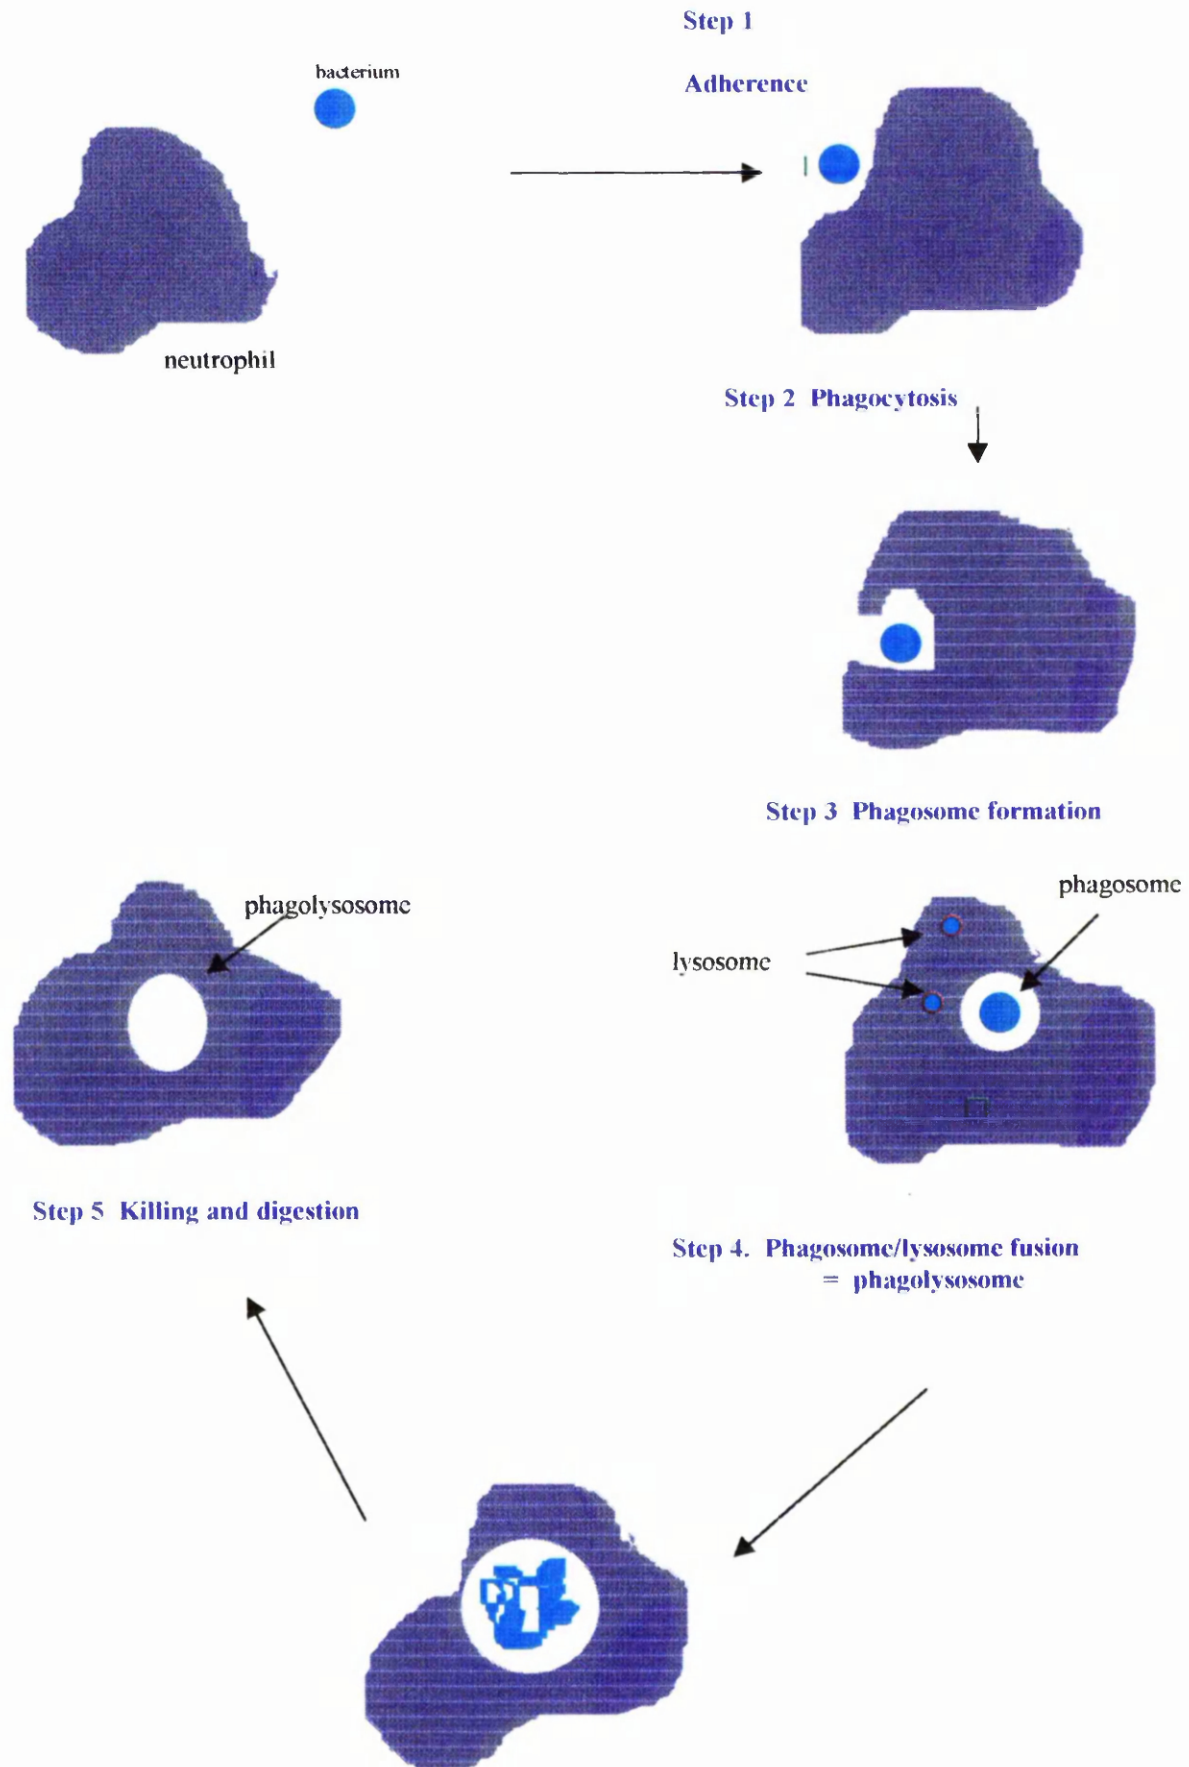 Step 1
bacterium
Adherence
neutrophil
Step 2 Phagocytosis
Step 3 Phagosome formation
phagosome
phagolysosome
lysosome
Step 5 Killing and digestion
Step 4. Phagosome/lysosome fusion
= phagolysosome